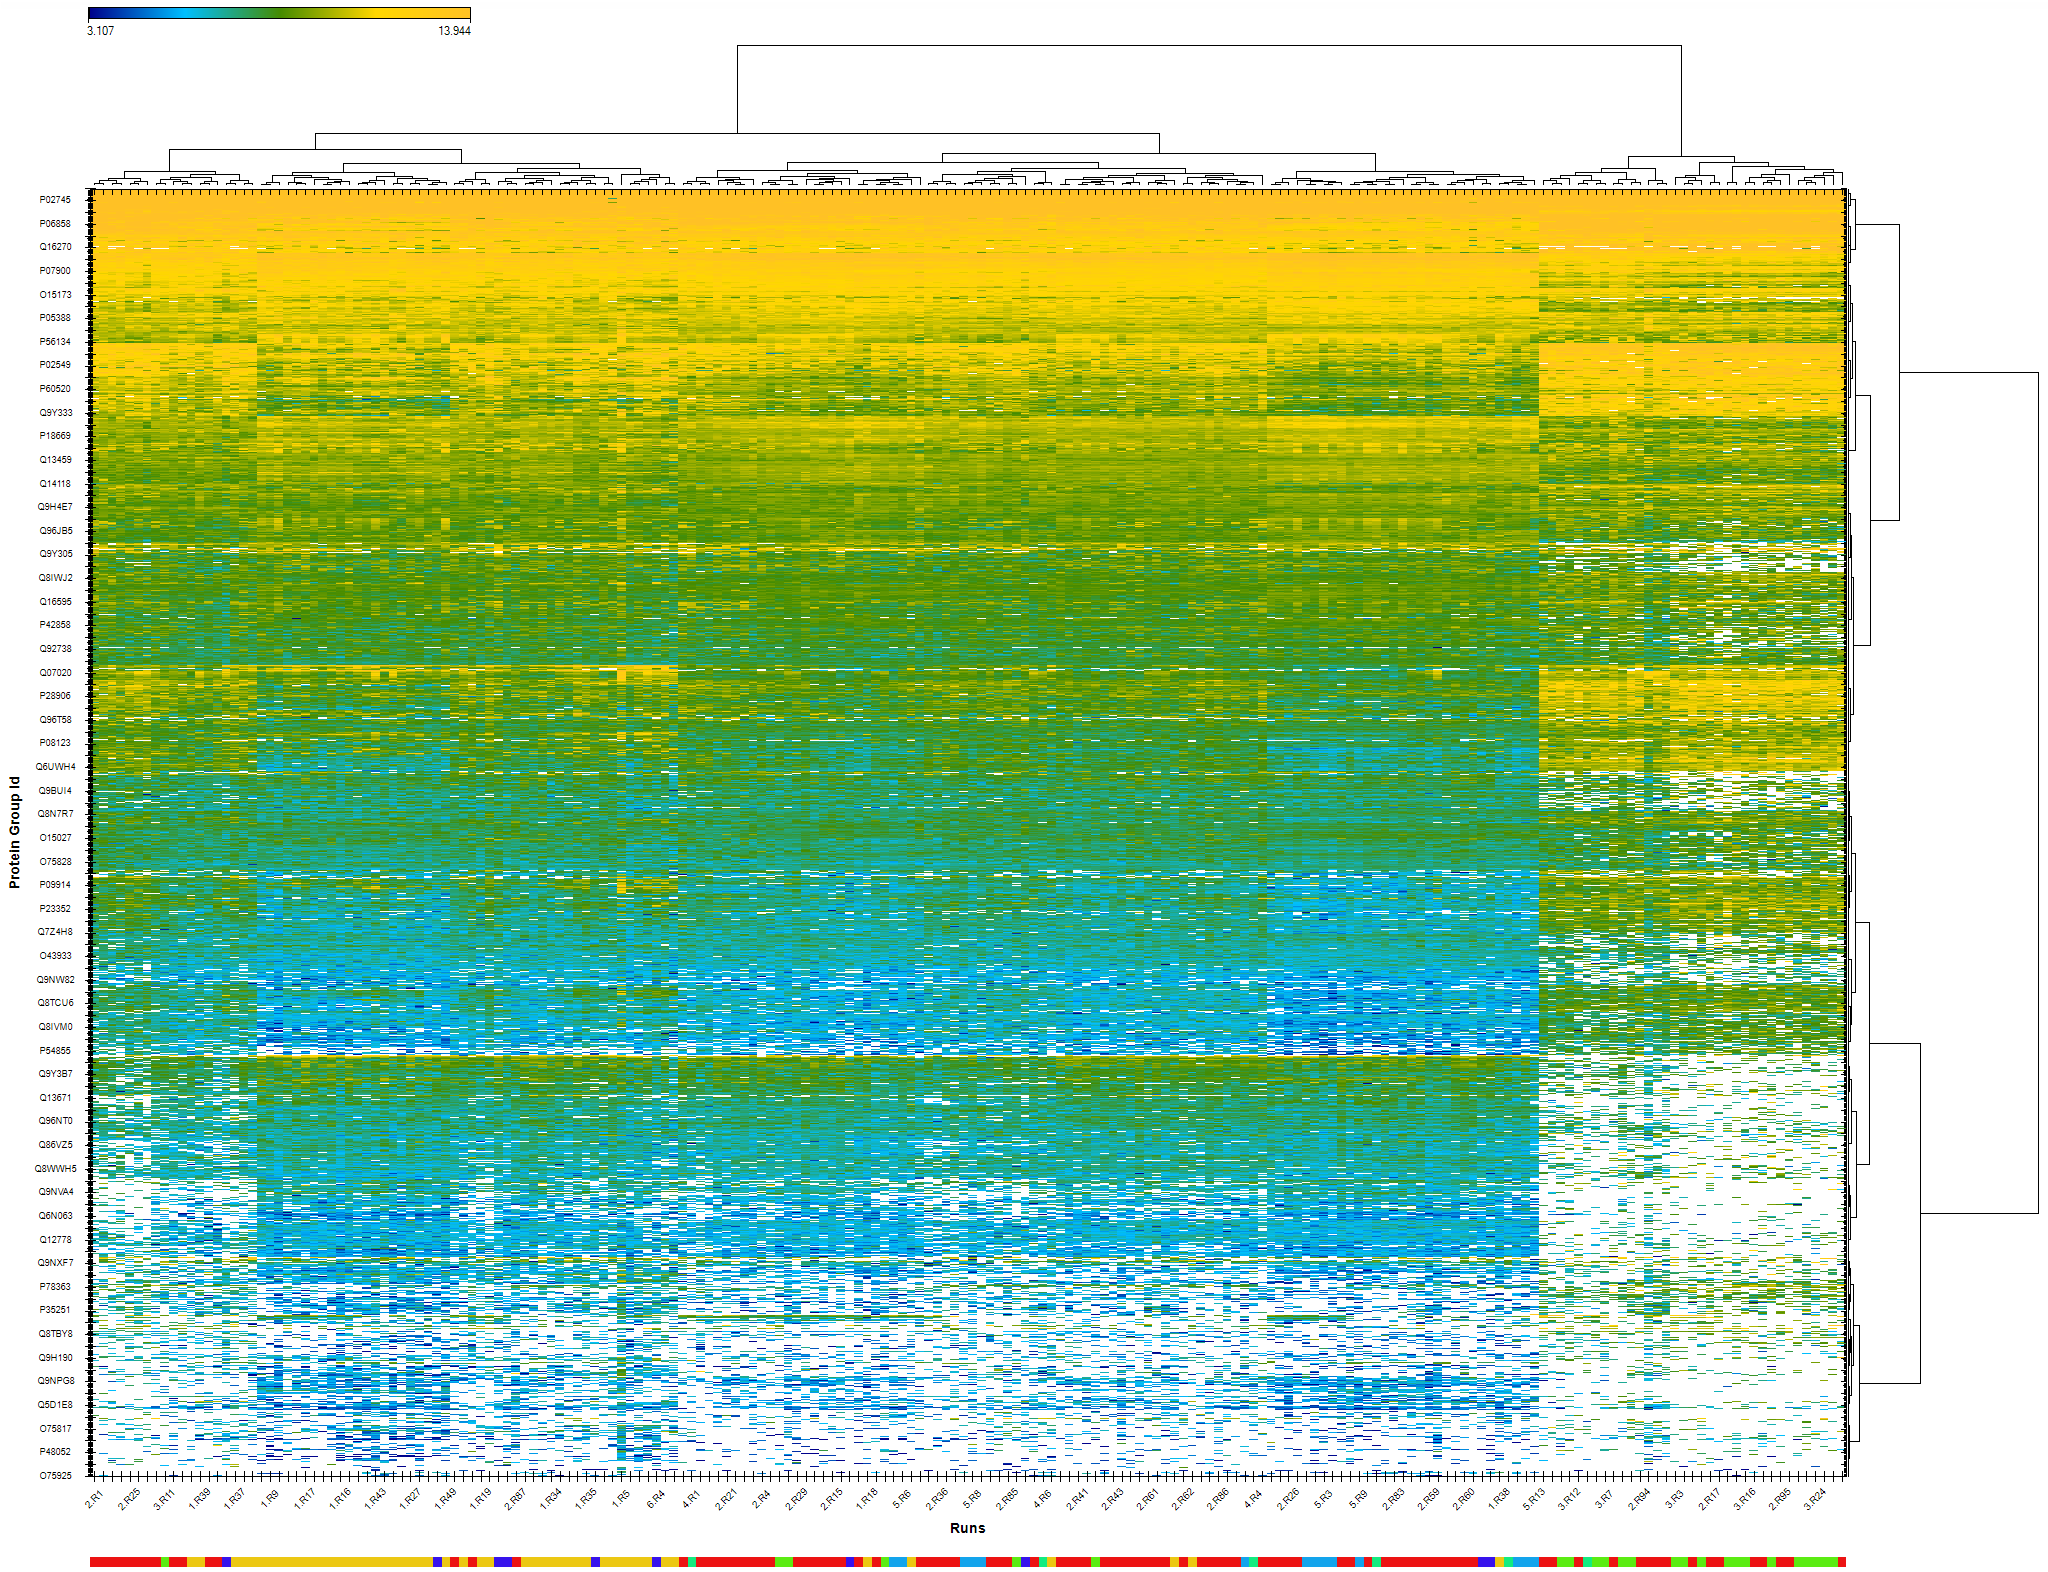 3.107 13.944
P02745
P06858
Q16270
P07900
O15173
P05388
P56134
P02549
P60520
Q9Y333
P18669
Q13459
Q14118
Q9H4E7
Q96JB5
Q9Y305
Q8IWJ2
Q16595
P42858
Q92738
Q07020
P28906
Q96T58
P08123
Q6UWH4
Q9BUI4
Q8N7R7
O15027
O75828
P09914
P23352
Q7Z4H8
O43933
Q9NW82
Q8TCU6
Q8IVM0
P54855
Q9Y3B7
Q13671
Q96NT0
Q86VZ5
Q8WWH5
Q9NVA4
Q6N063
Q12778
Q9NXF7
P78363
P35251
Q8TBY8
Q9H190
Q9NPG8
Q5D1E8
O75817
P48052
O75925
Protein Group Id
2.R1 2.R25 3.R11 1.R39 1.R37 1.R9 1.R17 1.R16 1.R43 1.R27 1.R49 1.R19 2.R87 1.R34 1.R35 1.R5 6.R4 4.R1 2.R21 2.R4 2.R29 2.R15 1.R18 5.R6 2.R36 5.R8 2.R85 4.R6 2.R41 2.R43 2.R61 2.R62 2.R86 4.R4 2.R26 5.R3 5.R9 2.R83 2.R59 2.R60 1.R38 5.R13 3.R12 3.R7 2.R94 3.R3 2.R17 3.R16 2.R95 3.R24
Runs